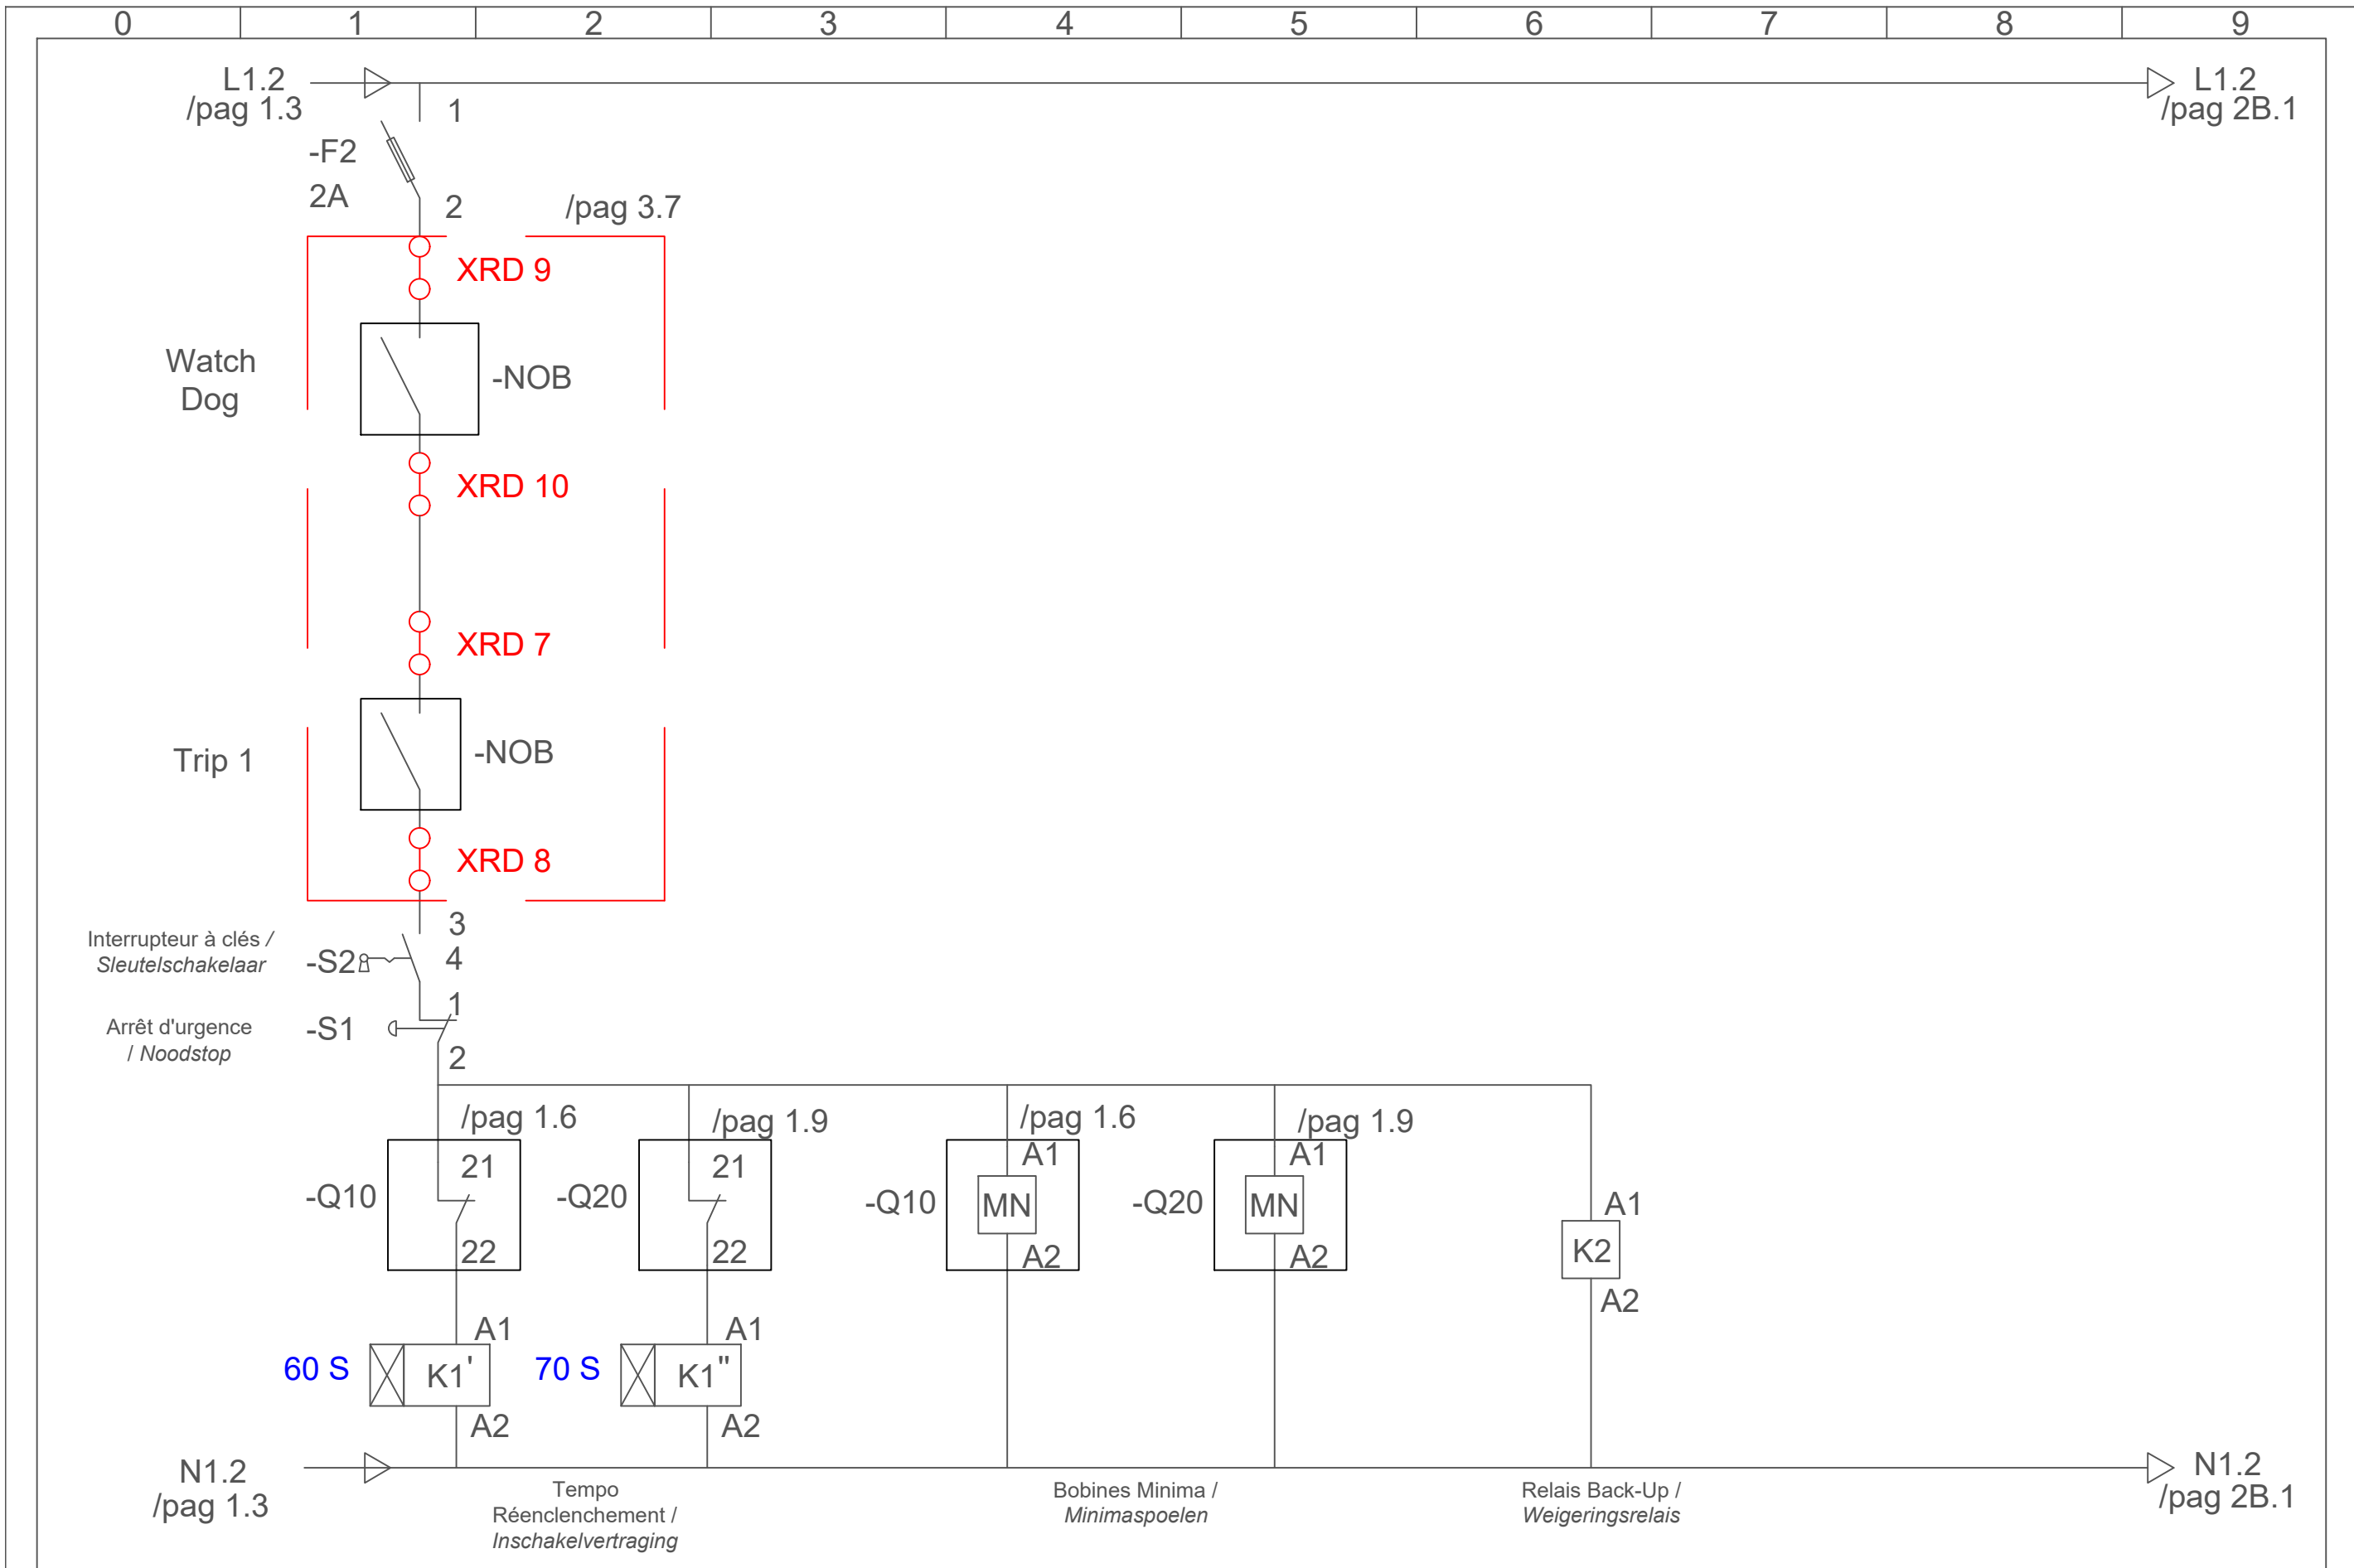 0 1 2 3 4 5 6 7 8 9
L1.2
/pag 1.3
L1.2
/pag 2B.1
1
-F2
2A
2
/pag 3.7
XRD 9
Watch
Dog
-NOB
XRD 10
XRD 7
Trip 1
-NOB
XRD 8
3
Interrupteur à clés /
Sleutelschakelaar
-S2
4
1
Arrêt d'urgence
/ Noodstop
-S1
2
/pag 1.6
/pag 1.9
/pag 1.6
/pag 1.9
21
-Q10
22
21
-Q20
22
A1
-Q10
MN
A2
A1
-Q20
MN
A2
A1
K2
A2
A1
60 S
K1'
A2
A1
70 S
K1"
A2
N1.2
/pag 1.3
N1.2
/pag 2B.1
Tempo
Réenclenchement /
Inschakelvertraging
Bobines Minima /
Minimaspoelen
Relais Back-Up /
Weigeringsrelais